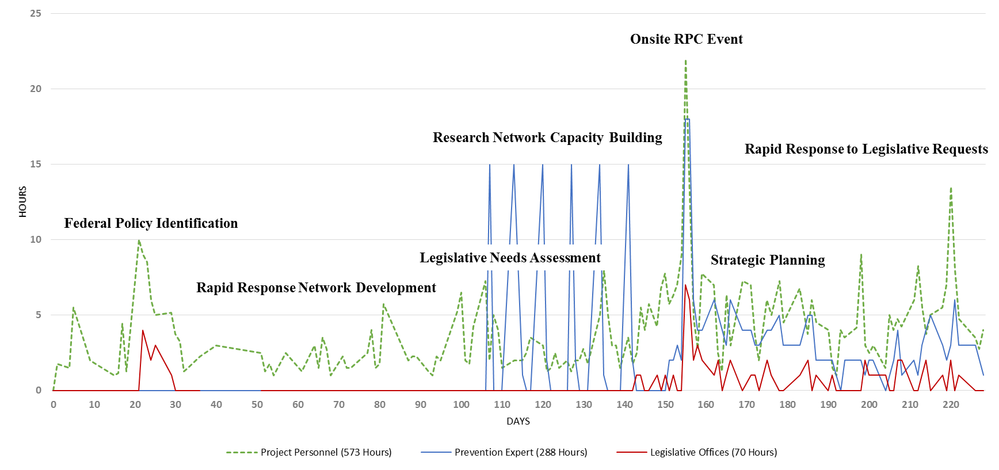 25
Onsite RPC Event
20
Research Network Capacity Building
Rapid Response to Legislative Requests
15
HOURS
Federal Policy Identification
10
Legislative Needs Assessment
Strategic Planning
Rapid Response Network Development
5
0
0 10 20 30 40 50 60 70 80 90 100 110 120 130 140 150 160 170 180 190 200 210 220
DAYS
Project Personnel (573 Hours) Prevention Expert (288 Hours) Legislative Offices (70 Hours)